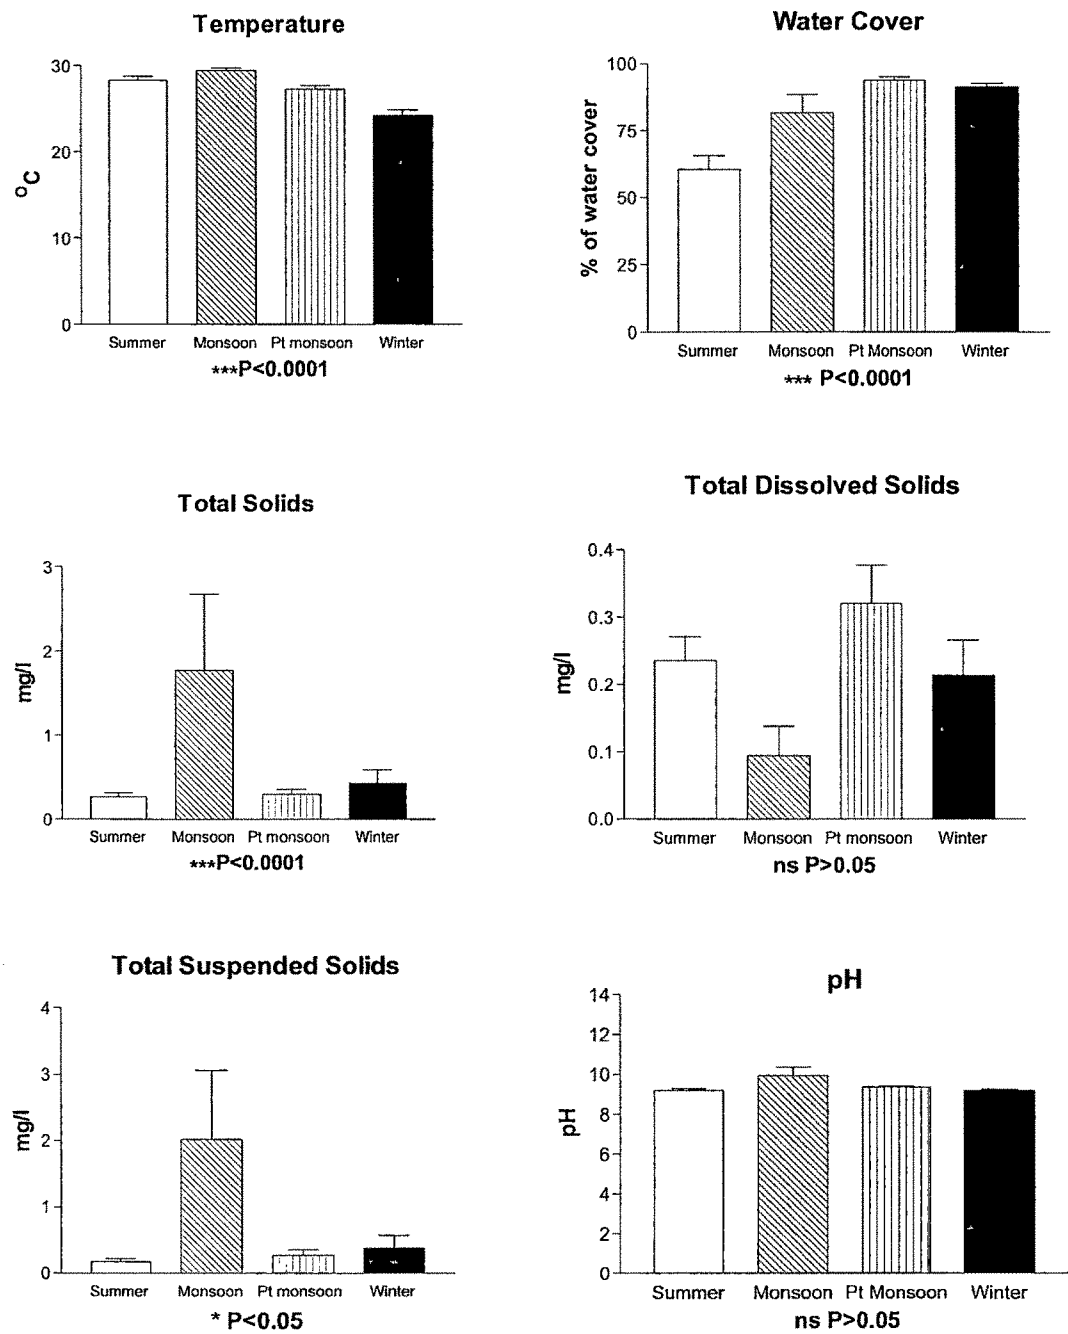 Temperature
30
20
10
0
°C
Summer Monsoon Pt monsoon Winter
***P<0.0001
Water Cover
100
75
50
25
0
% of water cover
Summer Monsoon Pt Monsoon Winter
*** P<0.0001
Total Solids
3
2
1
0
mg/l
Summer Monsoon Pt monsoon Winter
***P<0.0001
Total Dissolved Solids
0.4
0.3
0.2
0.1
0.0
mg/l
Summer Monsoon Pt monsoon Winter
ns P>0.05
Total Suspended Solids
4
3
2
1
0
mg/l
Summer Monsoon Pt monsoon Winter
* P<0.05
pH
14
12
10
8
6
4
2
0
pH
Summer Monsoon Pt Monsoon Winter
ns P>0.05